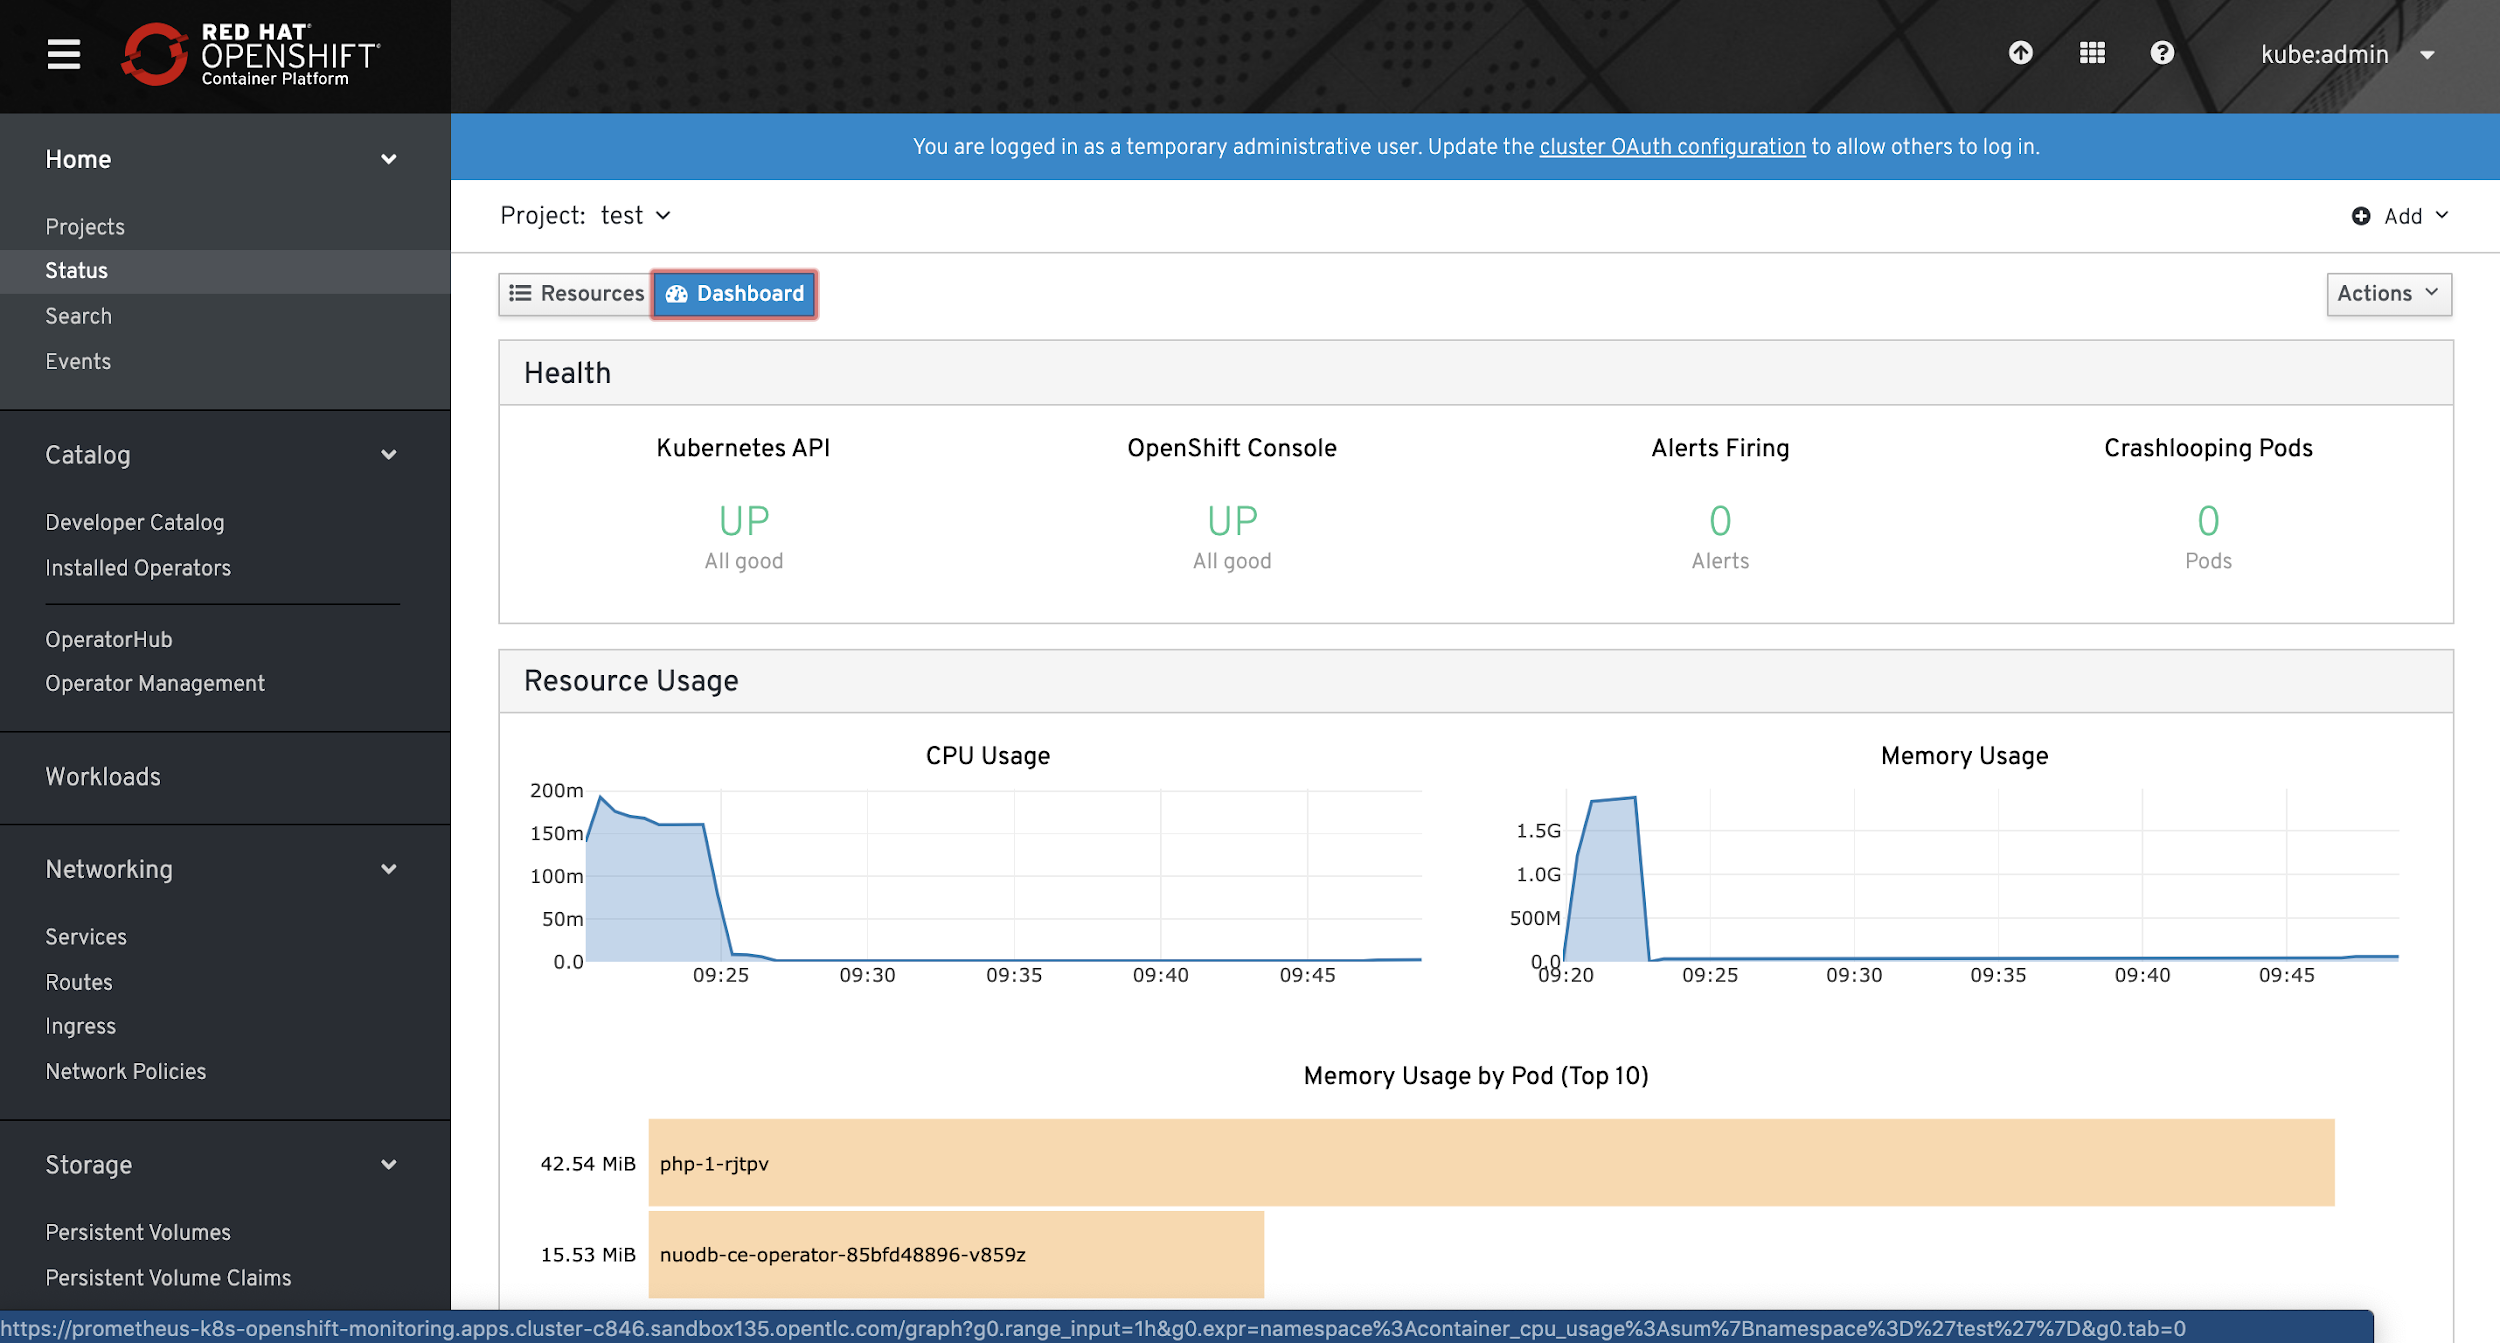 RED HAT®
OPENSHIFT®
Container Platform
kube:admin
Home
Projects
Status
Search
Events
Catalog
Developer Catalog
Installed Operators
OperatorHub
Operator Management
Workloads
Networking
Services
Routes
Ingress
Network Policies
Storage
Persistent Volumes
Persistent Volume Claims
You are logged in as a temporary administrative user. Update the cluster OAuth configuration to allow others to log in.
Project: test
Add
Resources
Dashboard
Actions
Health
Kubernetes API
UP
All good
OpenShift Console
UP
All good
Alerts Firing
0
Alerts
Crashlooping Pods
0
Pods
Resource Usage
CPU Usage
200m
150m
100m
50m
0.0
09:25 09:30 09:35 09:40 09:45
Memory Usage
1.5G
1.0G
500M
0.0
09:20 09:25 09:30 09:35 09:40 09:45
Memory Usage by Pod (Top 10)
42.54 MiB php-1-rjtpv
15.53 MiB nuodb-ce-operator-85bfd48896-v859z
https://prometheus-k8s-openshift-monitoring.apps.cluster-c846.sandbox135.opentlc.com/graph?g0.range_input=1h&g0.expr=namespace%3Acontainer_cpu_usage%3Asum%7Bnamespace%3D%27test%27%7D&g0.tab=0